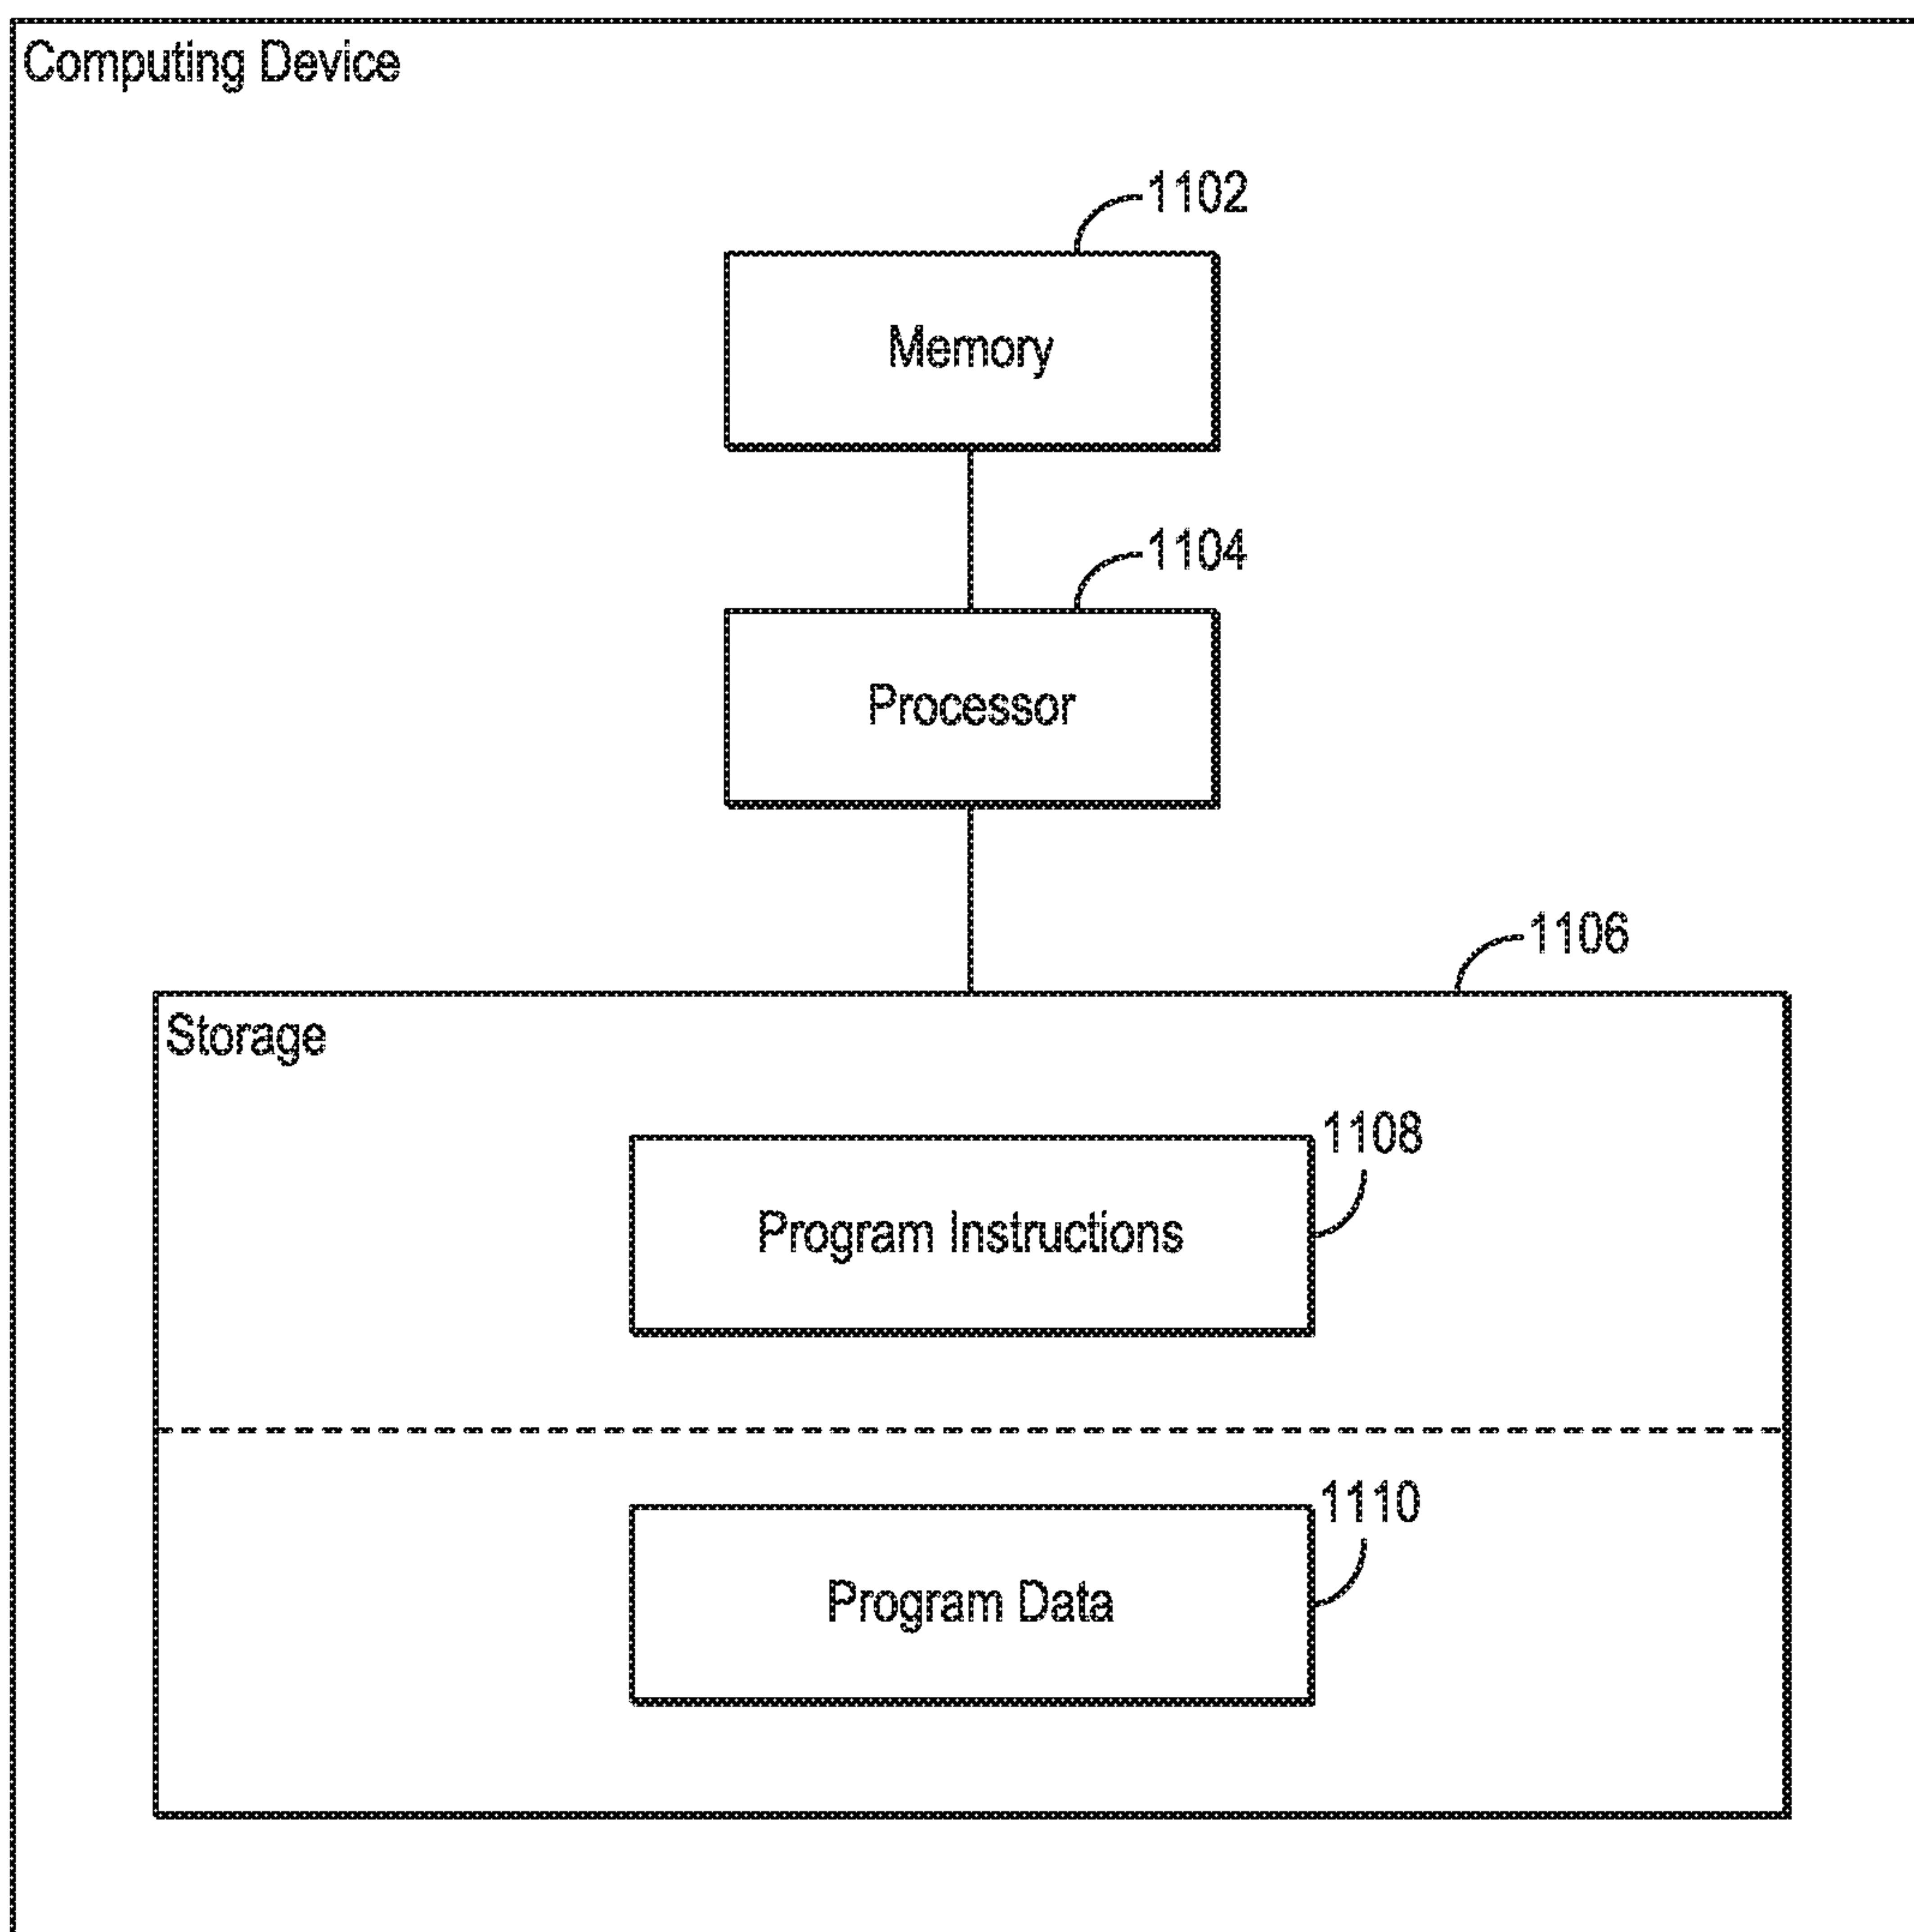 Computing Device
1102
Memory
1104
Processor
1106
Storage
1108
Program Instructions
1110
Program Data